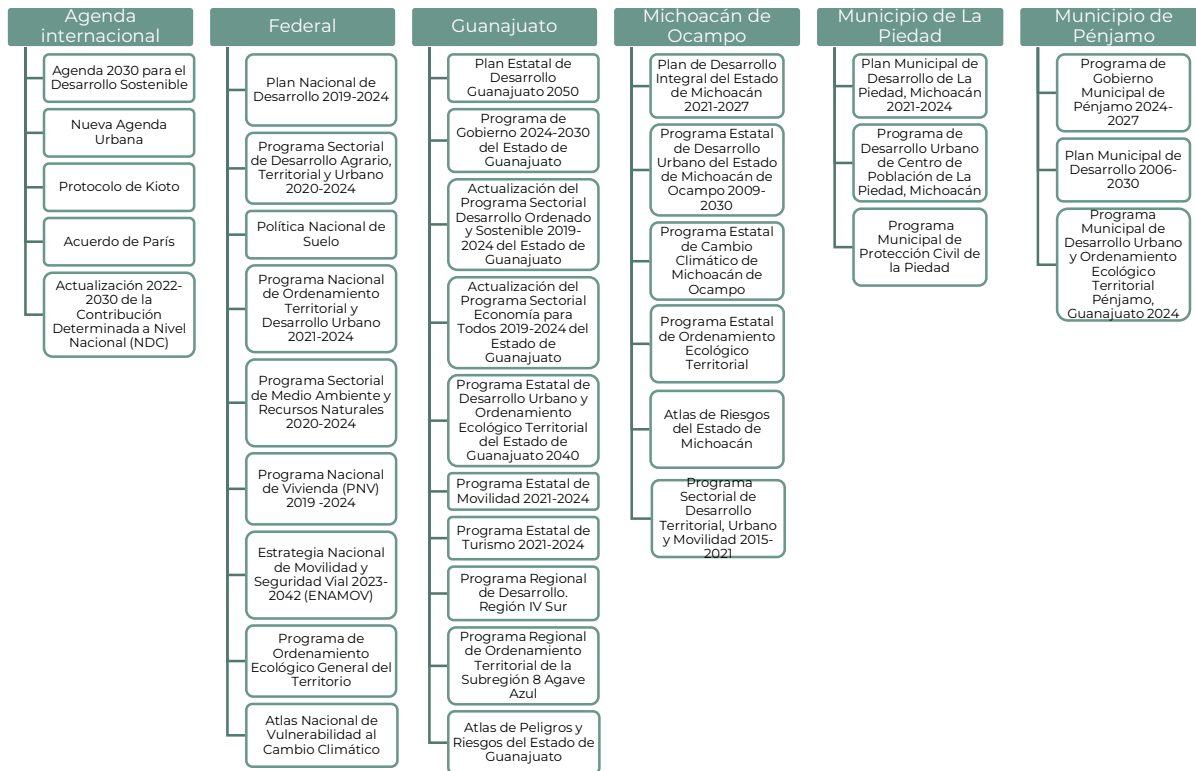 Agenda
internacional
Agenda 2030 para el
Desarrollo Sostenible
Nueva Agenda
Urbana
Protocolo de Kioto
Acuerdo de París
Actualización 2022-
2030 de la
Contribución
Determinada a Nivel
Nacional (NDC)
Federal
Plan Nacional de
Desarrollo 2019-2024
Programa Sectorial
de Desarrollo Agrario,
Territorial y Urbano
2020-2024
Política Nacional de
Suelo
Programa Nacional
de Ordenamiento
Territorial y
Desarrollo Urbano
2021-2024
Programa Sectorial
de Medio Ambiente y
Recursos Naturales
2020-2024
Programa Nacional
de Vivienda (PNV)
2019 -2024
Estrategia Nacional
de Movilidad y
Seguridad Vial 2023-
2042 (ENAMOV)
Programa de
Ordenamiento
Ecológico General del
Territorio
Atlas Nacional de
Vulnerabilidad al
Cambio Climático
Guanajuato
Plan Estatal de
Desarrollo
Guanajuato 2050
Programa de
Gobierno 2024-2030
del Estado de
Guanajuato
Actualización del
Programa Sectorial
Desarrollo Ordenado
y Sostenible 2019-
2024 del Estado de
Guanajuato
Actualización del
Programa Sectorial
Economía para
Todos 2019-2024 del
Estado de
Guanajuato
Programa Estatal de
Desarrollo Urbano y
Ordenamiento
Ecológico Territorial
del Estado de
Guanajuato 2040
Programa Estatal de
Movilidad 2021-2024
Programa Estatal de
Turismo 2021-2024
Programa Regional
de Desarrollo.
Región IV Sur
Programa Regional
de Ordenamiento
Territorial de la
Subregión 8 Agave
Azul
Atlas de Peligros y
Riesgos del Estado de
Guanajuato
Michoacán de
Ocampo
Plan de Desarrollo
Integral del Estado
de Michoacán
2021-2027
Programa Estatal
de Desarrollo
Urbano del Estado
de Michoacán de
Ocampo 2009-
2030
Programa Estatal
de Cambio
Climático de
Michoacán de
Ocampo
Programa Estatal
de Ordenamiento
Ecológico
Territorial
Atlas de Riesgos
del Estado de
Michoacán
Programa
Sectorial de
Desarrollo
Territorial, Urbano
y Movilidad 2015-
2021
Municipio de La
Piedad
Plan Municipal de
Desarrollo de La
Piedad, Michoacán
2021-2024
Programa de
Desarrollo Urbano
de Centro de
Población de La
Piedad, Michoacán
Programa
Municipal de
Protección Civil de
la Piedad
Municipio de
Pénjamo
Programa de
Gobierno
Municipal de
Pénjamo 2024-
2027
Plan Municipal de
Desarrollo 2006-
2030
Programa
Municipal de
Desarrollo Urbano
y Ordenamiento
Ecológico
Territorial
Pénjamo,
Guanajuato 2024